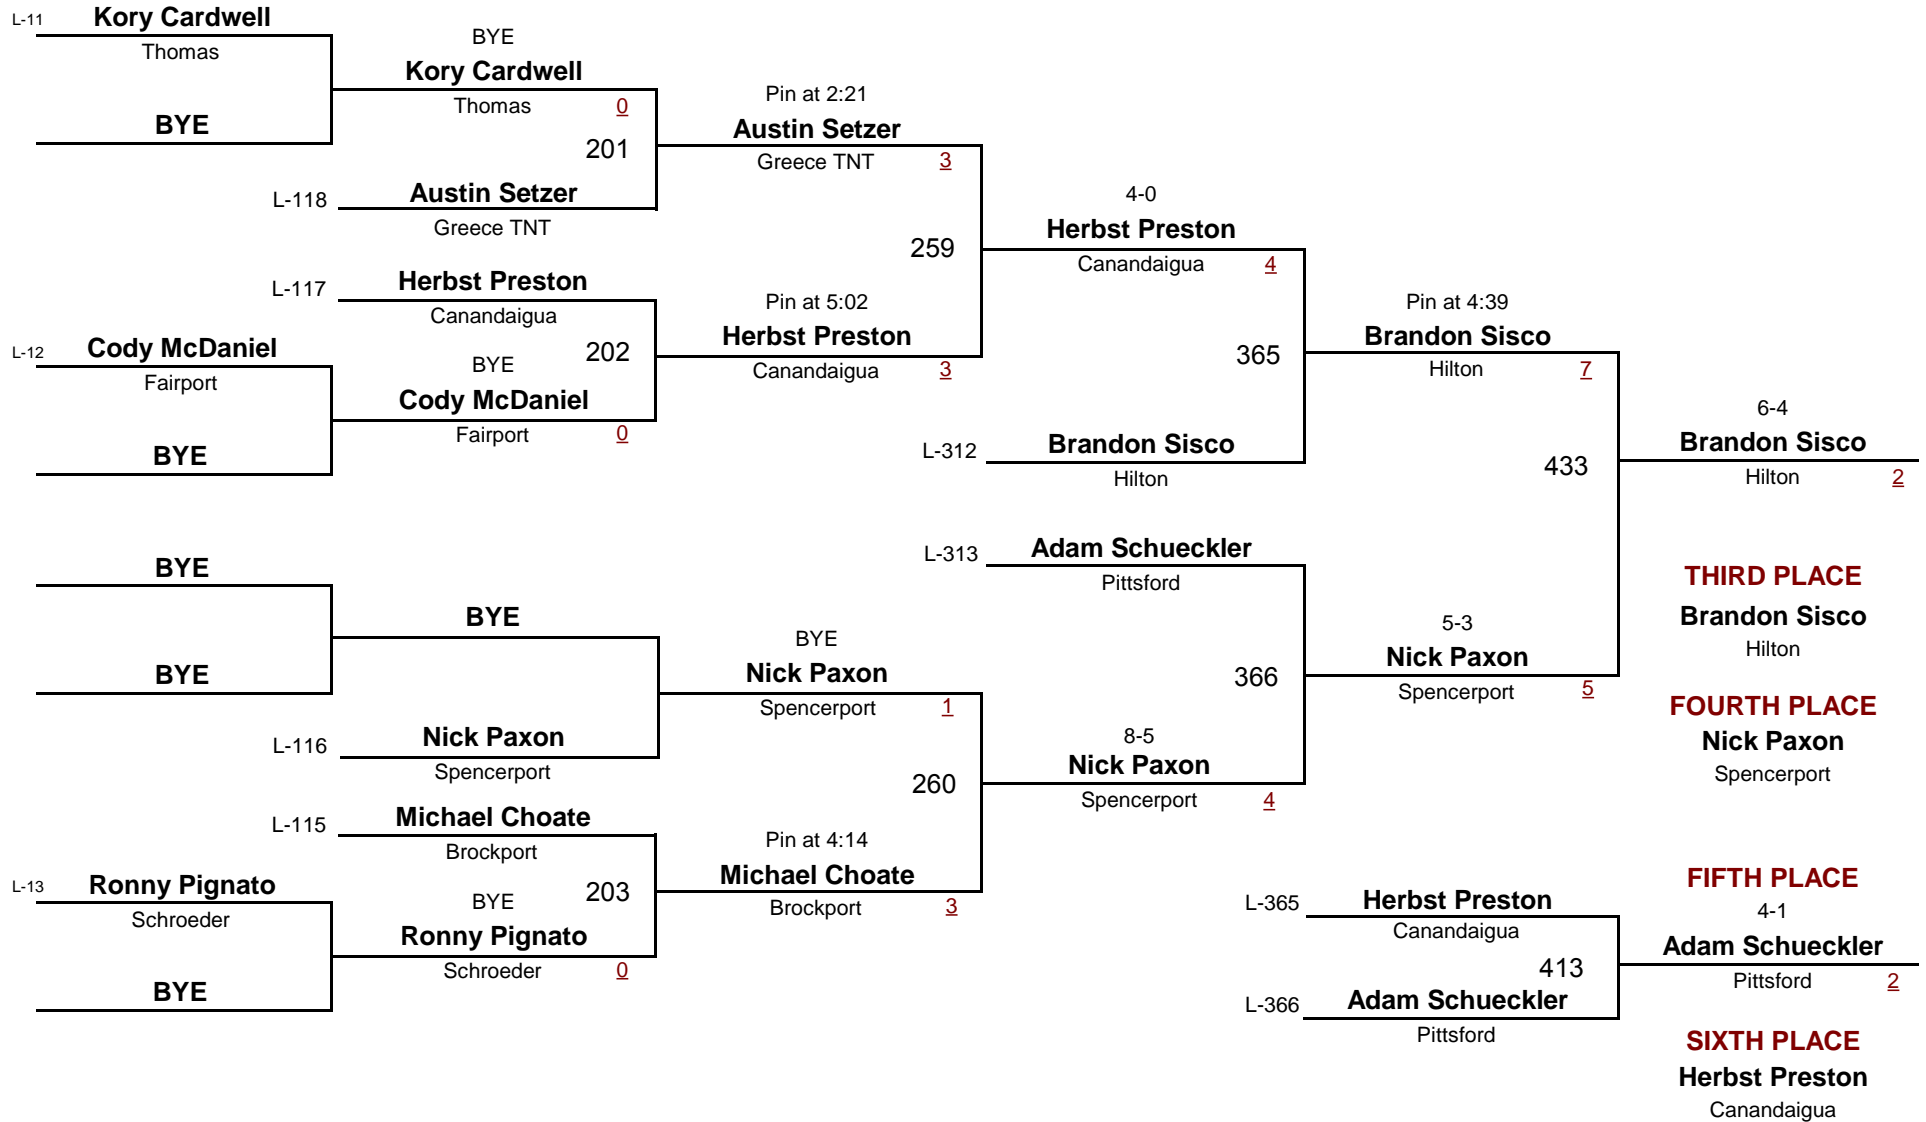 L-11 Kory Cardwell
Thomas
BYE
BYE
Kory Cardwell
Thomas 0
201
L-118 Austin Setzer
Greece TNT
Pin at 2:21
Austin Setzer
Greece TNT 3
L-117 Herbst Preston
Canandaigua
202
L-12 Cody McDaniel
Fairport
BYE
BYE
Cody McDaniel
Fairport 0
Pin at 5:02
Herbst Preston
Canandaigua 3
259
4-0
Herbst Preston
Canandaigua 4
365
L-312 Brandon Sisco
Hilton
Pin at 4:39
Brandon Sisco
Hilton 7
433
6-4
Brandon Sisco
Hilton 2
BYE
BYE
BYE
L-116 Nick Paxon
Spencerport
BYE
Nick Paxon
Spencerport 1
L-115 Michael Choate
Brockport
203
L-13 Ronny Pignato
Schroeder
BYE
BYE
Ronny Pignato
Schroeder 0
Pin at 4:14
Michael Choate
Brockport 3
260
L-313 Adam Schueckler
Pittsford
366
8-5
Nick Paxon
Spencerport 4
5-3
Nick Paxon
Spencerport 5
THIRD PLACE
Brandon Sisco
Hilton
FOURTH PLACE
Nick Paxon
Spencerport
L-365 Herbst Preston
Canandaigua
413
L-366 Adam Schueckler
Pittsford
FIFTH PLACE
4-1
Adam Schueckler
Pittsford 2
SIXTH PLACE
Herbst Preston
Canandaigua